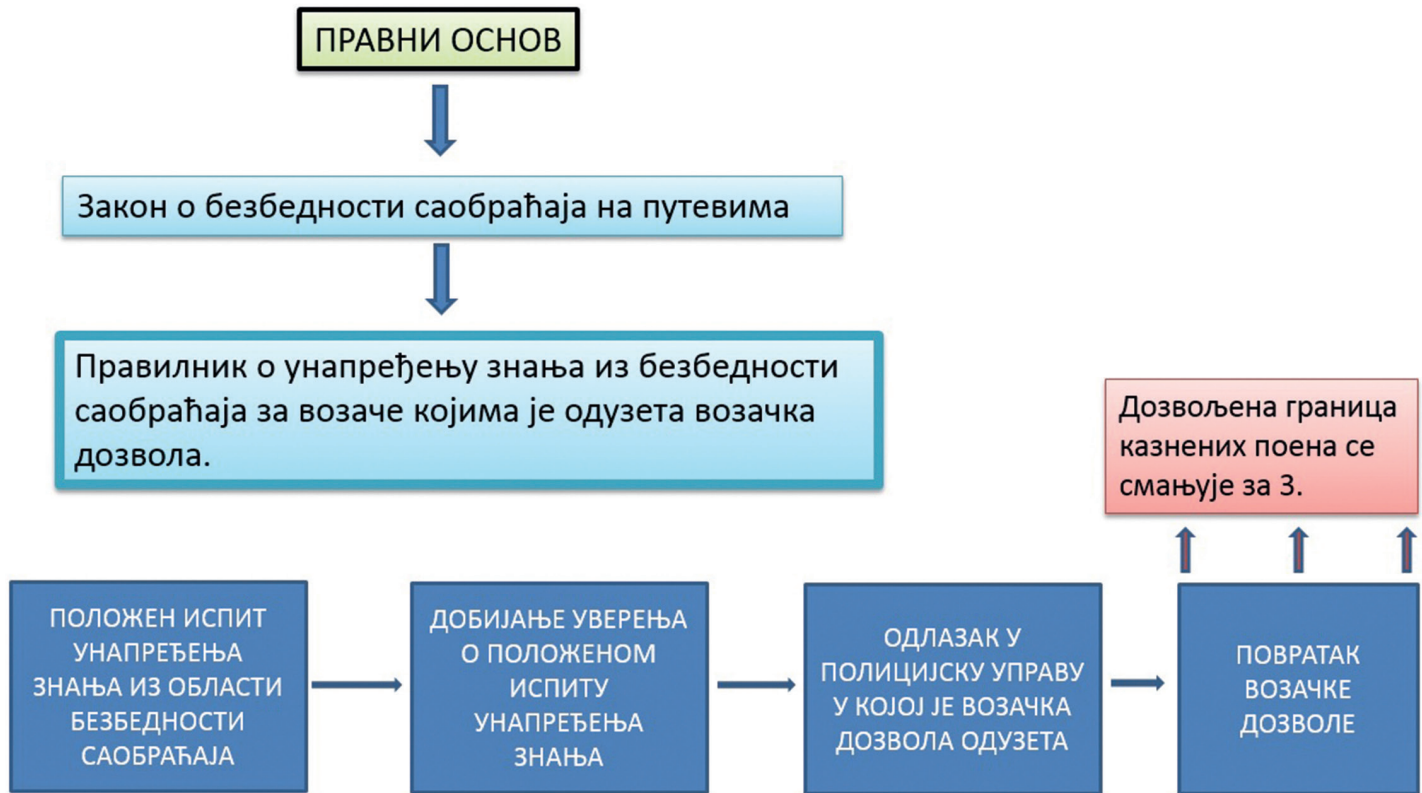 ПРАВНИ ОСНОВ
Закон о безбедности саобраћаја на путевима
Правилник о унапређењу знања из безбедности
саобраћаја за возаче којима је одузета возачка
дозвола.
Дозвољена граница
казнених поена се
смањује за 3.
ПОЛОЖЕН ИСПИТ
УНАПРЕЂЕЊА
ЗНАЊА ИЗ ОБЛАСТИ
БЕЗБЕДНОСТИ
САОБРАЋАЈА
ДОБИЈАЊЕ УВЕРЕЊА
О ПОЛОЖЕНОМ
ИСПИТУ
УНАПРЕЂЕЊА
ЗНАЊА
ОДЛАЗАК У
ПОЛИЦИЈСКУ УПРАВУ
У КОЈОЈ ЈЕ ВОЗАЧКА
ДОЗВОЛА ОДУЗЕТА
ПОВРАТАК
ВОЗАЧКЕ
ДОЗВОЛЕ